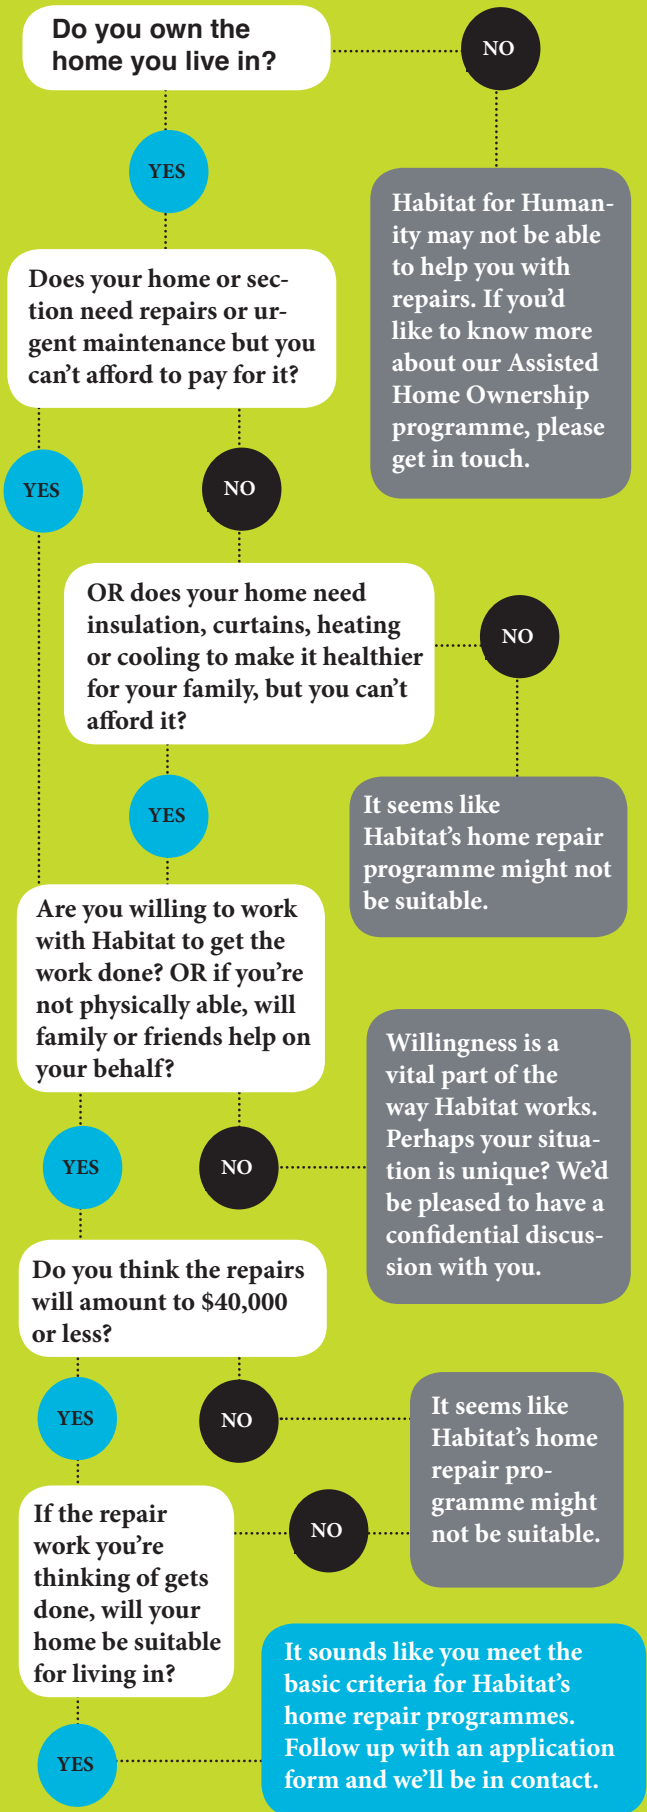 Do you own the
home you live in?
NO
YES
Habitat for Human-
ity may not be able
to help you with
repairs. If you'd
like to know more
about our Assisted
Home Ownership
programme, please
get in touch.
Does your home or sec-
tion need repairs or ur-
gent maintenance but you
can't afford to pay for it?
YES
NO
OR does your home need
insulation, curtains, heating
or cooling to make it healthier
for your family, but you can't
afford it?
NO
YES
It seems like
Habitat's home repair
programme might not
be suitable.
Are you willing to work
with Habitat to get the
work done? OR if you're
not physically able, will
family or friends help on
your behalf?
YES
NO
Willingness is a
vital part of the
way Habitat works.
Perhaps your situa-
tion is unique? We'd
be pleased to have a
confidential discus-
sion with you.
Do you think the repairs
will amount to $40,000
or less?
YES
NO
It seems like
Habitat's home
repair pro-
gramme might
not be suitable.
If the repair
work you're
thinking of gets
done, will your
home be suitable
for living in?
NO
YES
It sounds like you meet the
basic criteria for Habitat's
home repair programmes.
Follow up with an application
form and we'll be in contact.